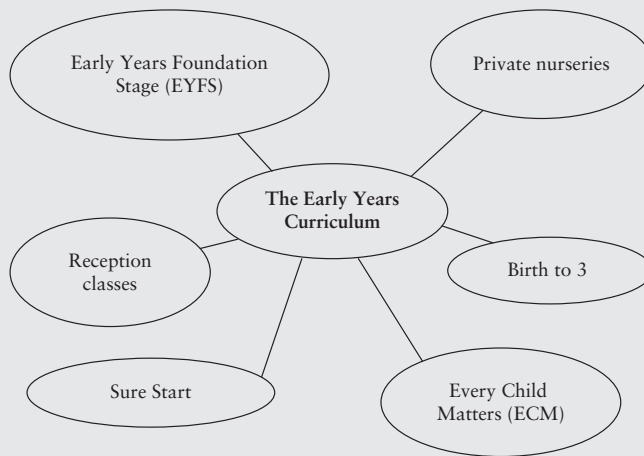 Early Years Foundation
Stage (EYFS)
Private nurseries
The Early Years
Curriculum
Reception
classes
Birth to 3
Sure Start
Every Child
Matters (ECM)